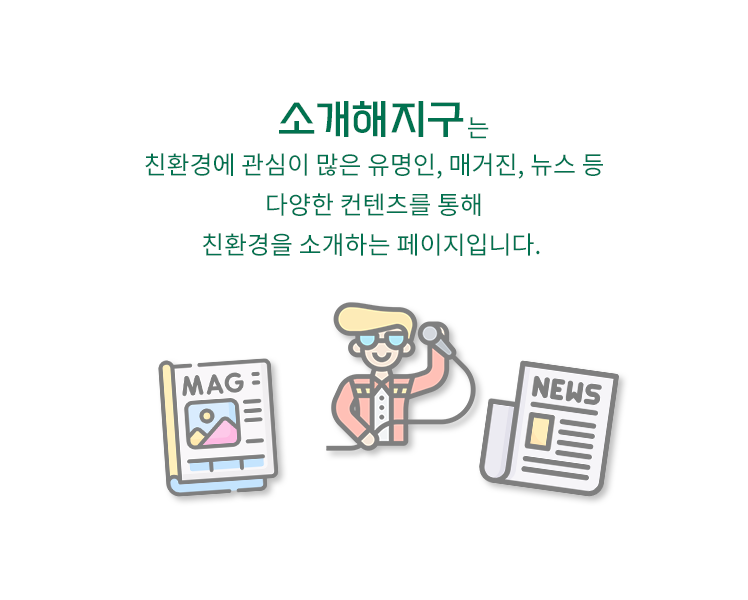 소개해지구는
친환경에 관심이 많은 유명인, 매거진, 뉴스 등
다양한 컨텐츠를 통해
친환경을 소개하는 페이지입니다.
MAG
NEWS